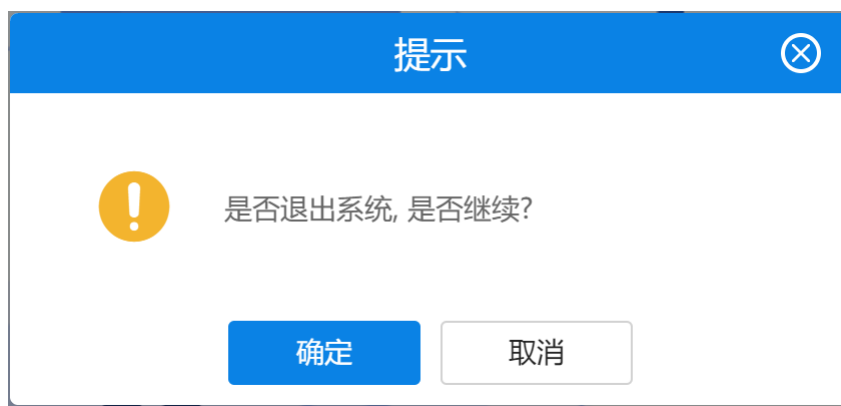 提示
是否退出系统, 是否继续?
确定
取消